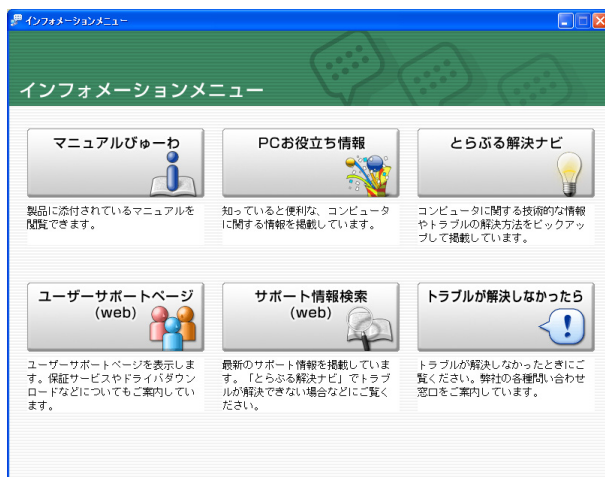 インフォメーションメニュー
インフォメーションメニュー
マニュアルびゅーわ
製品に添付されているマニュアルを
閲覧できます。
PCお役立ち情報
知っていると便利な、コンピュータ
に関する情報を掲載しています。
とらぶる解決ナビ
コンピュータに関する技術的な情報
やトラブルの解決方法をピックアッ
プして掲載しています。
ユーザーサポートページ
(web)
ユーザーサポートページを表示しま
す。保証サービスやドライバダウン
ロードなどについてもご案内してい
ます。
サポート情報検索
(web)
最新のサポート情報を掲載していま
す。「とらぶる解決ナビ」でトラブ
ルが解決できない場合などにご覧く
ださい。
トラブルが解決しなかったら
トラブルが解決しなかったときにご
覧ください。弊社の各種問い合わせ
窓口をご案内しています。